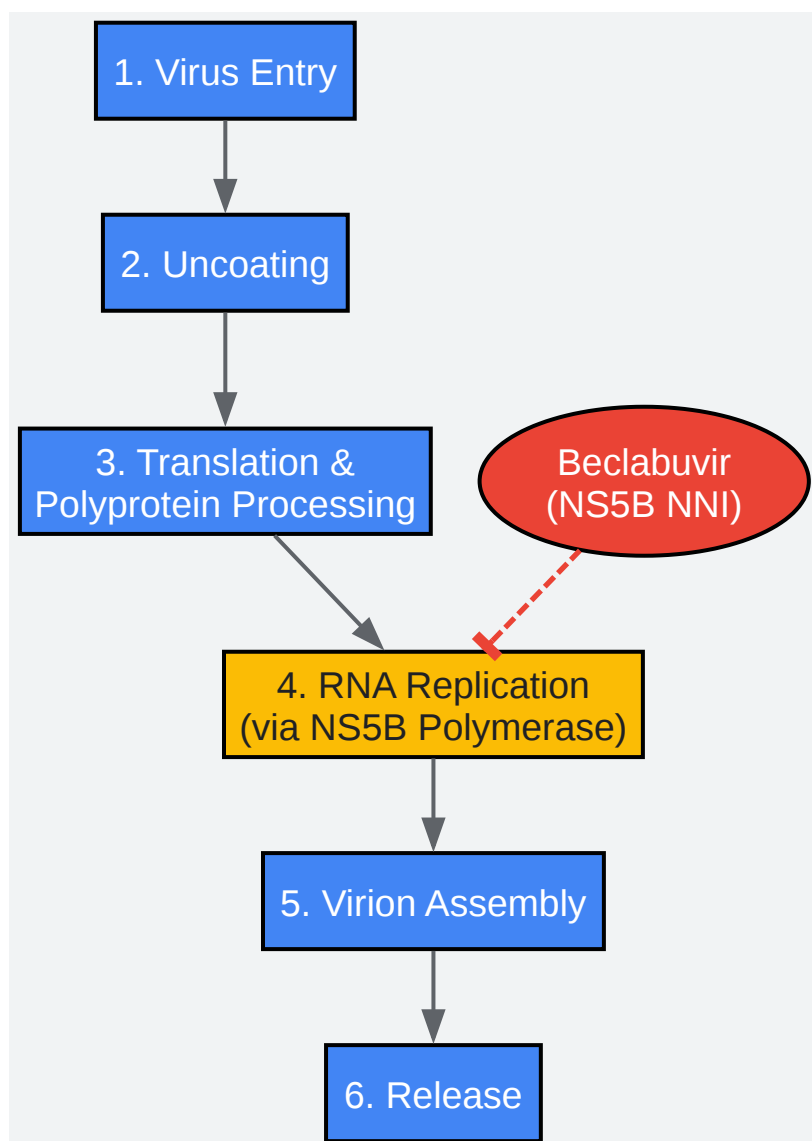 1. Virus Entry
2. Uncoating
3. Translation &
Polyprotein Processing
Beclabuvir
(NS5B NNI)
4. RNA Replication
(via NS5B Polymerase)
5. Virion Assembly
6. Release